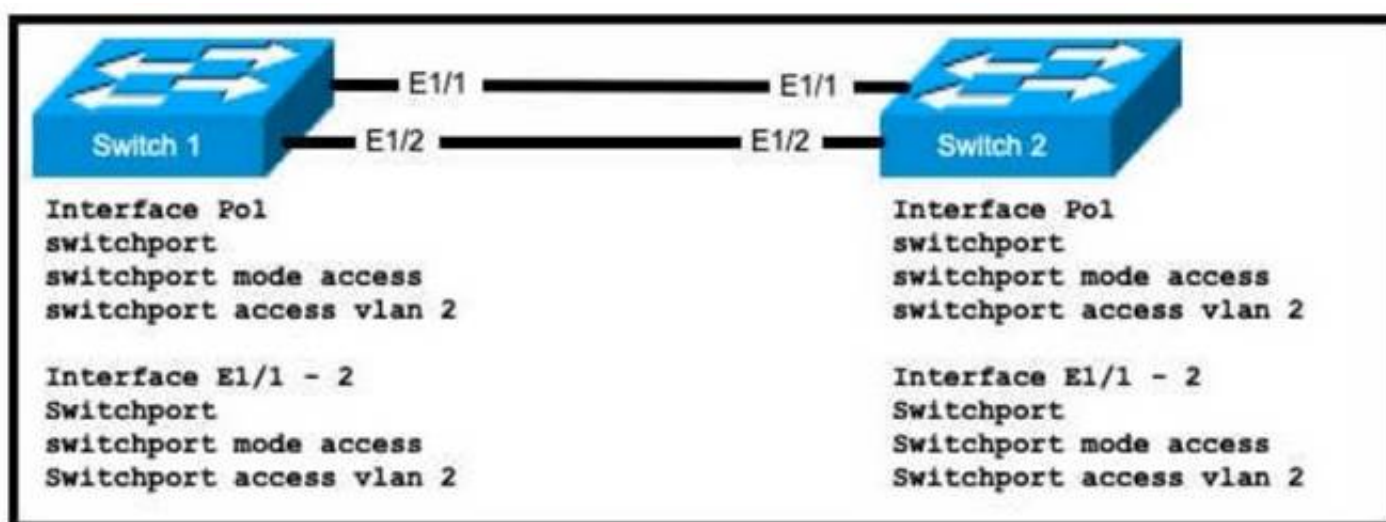 E1/1 E1/1
Switch 1 E1/2 E1/2 Switch 2
Interface Po1
switchport
switchport mode access
switchport access vlan 2
Interface E1/1 - 2
Switchport
switchport mode access
Switchport access vlan 2
Interface Po1
switchport
switchport mode access
switchport access vlan 2
Interface E1/1 - 2
Switchport
Switchport mode access
Switchport access vlan 2